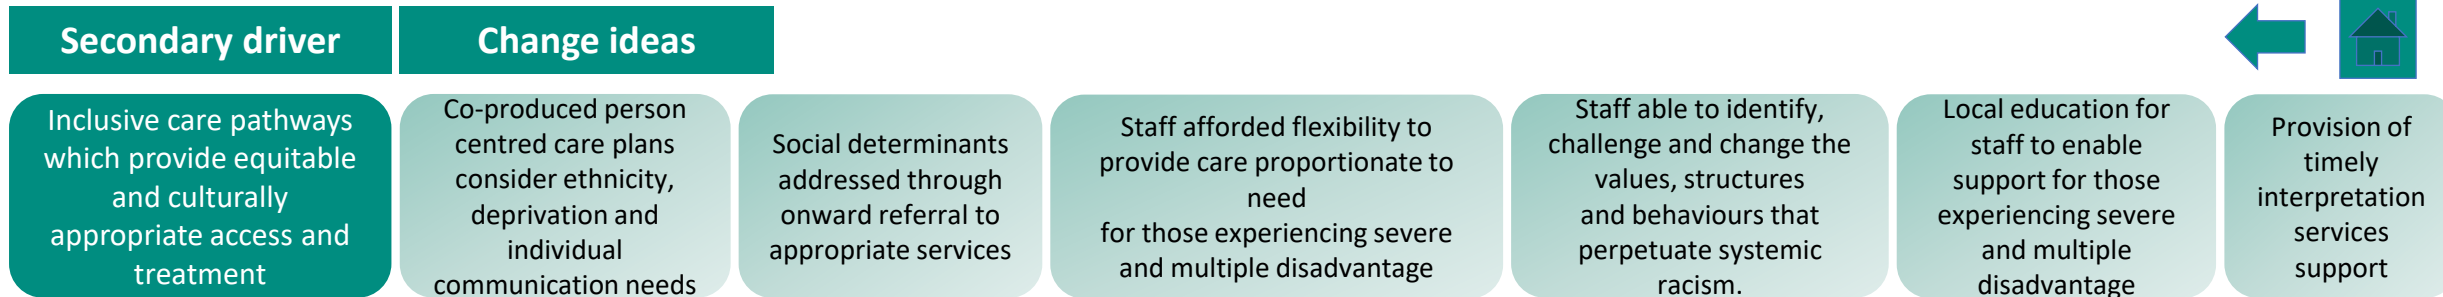 Secondary driver
Change ideas
Inclusive care pathways
which provide equitable
and culturally
appropriate access and
treatment
Co-produced person
centred care plans
consider ethnicity,
deprivation and
individual
communication needs
Social determinants
addressed through
onward referral to
appropriate services
Staff afforded flexibility to
provide care proportionate to
need
for those experiencing severe
and multiple disadvantage
Staff able to identify,
challenge and change the
values, structures
and behaviours that
perpetuate systemic
racism.
Local education for
staff to enable
support for those
experiencing severe
and multiple
disadvantage
Provision of
timely
interpretation
services
support